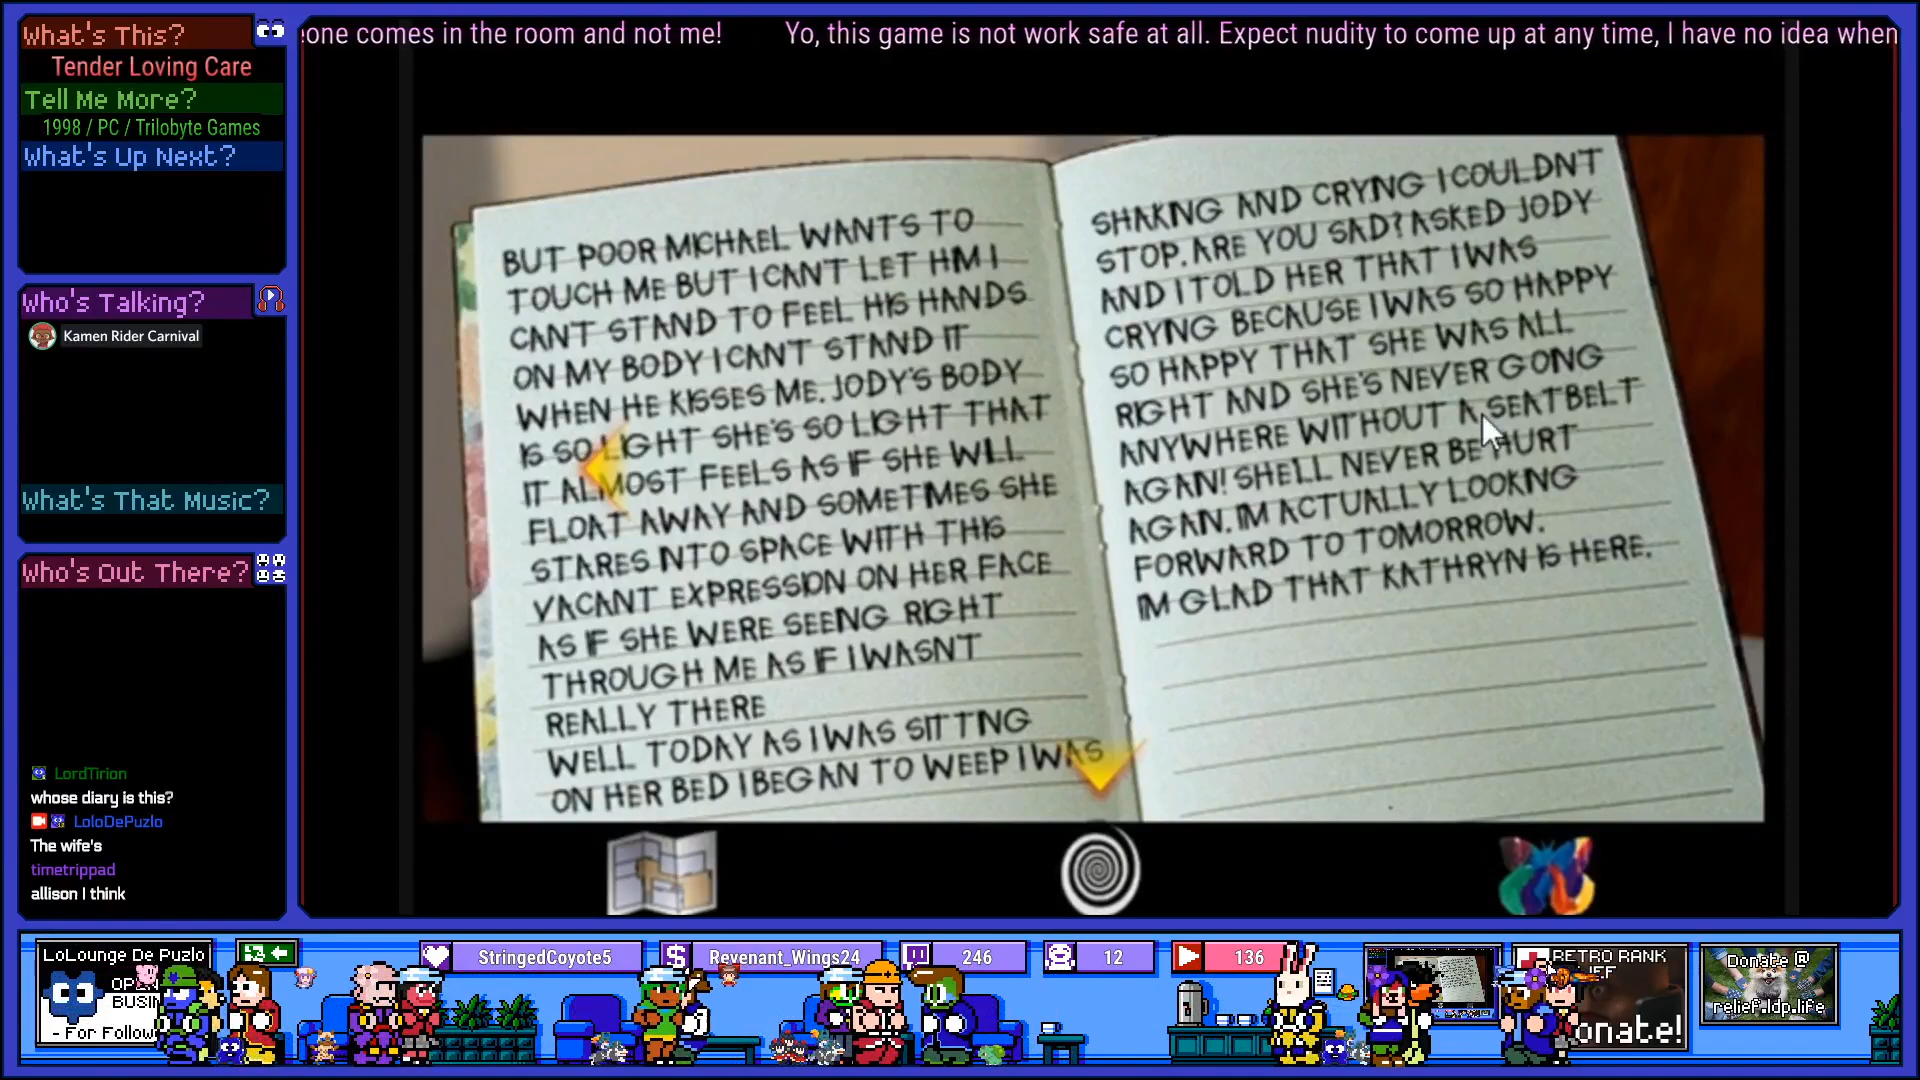 What's This?
Tender Loving Care
Tell Me More?
1998 / PC / Trilobyte Games
What's Up Next?
Who's Talking?
Kamen Rider Carnival
What's That Music?
Who's Out There?
LordTirion
whose diary is this?
LoloDePuzlo
The wife's
timetrippad
allison I think
one comes in the room and not me! Yo, this game is not work safe at all. Expect nudity to come up at any time, I have no idea when
BUT POOR MICHAEL WANTS TO
TOUCH ME BUT I CANT LET HIM I
CAN'T STAND TO FEEL HIS HANDS
ON MY BODY I CANT STAND IT
WHEN HE KISSES ME. JODY'S BODY
IS SO LIGHT SHE'S SO LIGHT THAT
IT ALMOST FEELS AS IF SHE WILL
FLOAT AWAY AND SOMETIMES SHE
STARES INTO SPACE WITH THIS
VACANT EXPRESSION ON HER FACE
AS IF SHE WERE SEEING RIGHT
THROUGH ME AS IF I WASNT
REALLY THERE
WELL TODAY AS I WAS SITTING
ON HER BED I BEGAN TO WEEP I WAS
SHAKING AND CRYING I COULDNT
STOP. ARE YOU SAD? ASKED JODY
AND I TOLD HER THAT I WAS
CRYING BECAUSE I WAS SO HAPPY
SO HAPPY THAT SHE WAS ALL
RIGHT AND SHE'S NEVER GOING
ANYWHERE WITHOUT A SEATBELT
AGAIN! SHELL NEVER BE HURT
AGAIN. IM ACTUALLY LOOKING
FORWARD TO TOMORROW.
IM GLAD THAT KATHRYN IS HERE.
LoLounge De Puzlo
OPE
BUSIN
- For Follow
StringedCoyote5
Revenant_Wings24
246
12
136
RETRO RANK
onate!
Donate @
relief.ldp.life